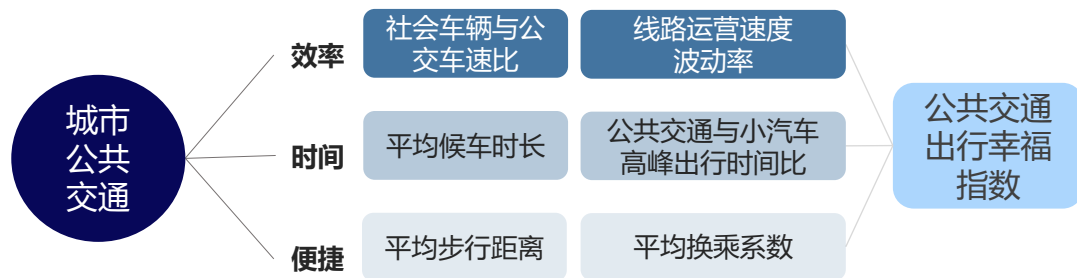 城市
公共
交通
效率
社会车辆与公
交车速比
线路运营速度
波动率
时间
平均候车时长
公共交通与小汽车
高峰出行时间比
便捷
平均步行距离
平均换乘系数
公共交通
出行幸福
指数